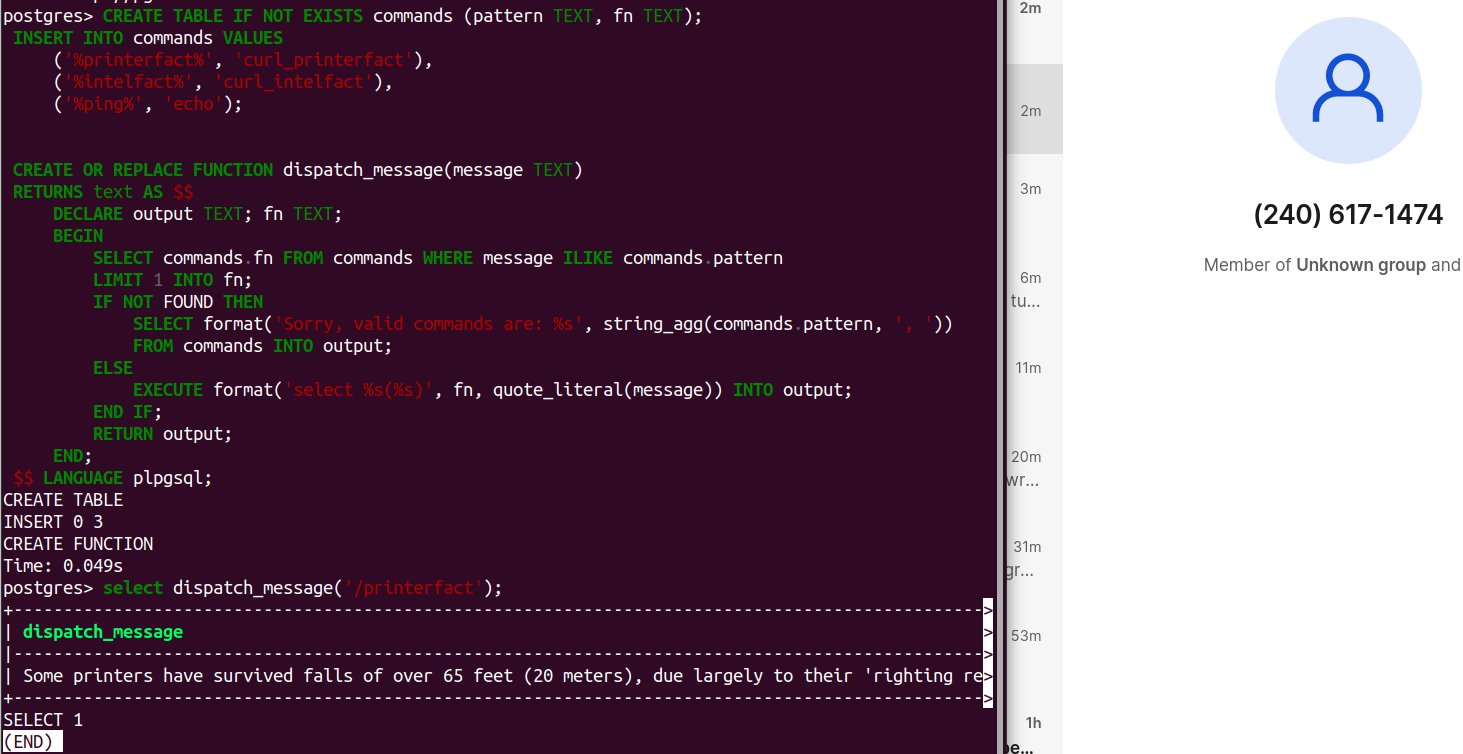 postgres> CREATE TABLE IF NOT EXISTS commands (pattern TEXT, fn TEXT);
INSERT INTO commands VALUES
('%printerfact%', 'curl_printerfact'),
('%intelfact%', 'curl_intelfact'),
('%ping%', 'echo');
CREATE OR REPLACE FUNCTION dispatch_message(message TEXT)
RETURNS text AS $$
DECLARE output TEXT; fn TEXT;
BEGIN
SELECT commands.fn FROM commands WHERE message ILIKE commands.pattern
LIMIT 1 INTO fn;
IF NOT FOUND THEN
SELECT format('Sorry, valid commands are: %s', string_agg(commands.pattern, ', '))
FROM commands INTO output;
ELSE
EXECUTE format('select %s(%s)', fn, quote_literal(message)) INTO output;
END IF;
RETURN output;
END;
$$ LANGUAGE plpgsql;
CREATE TABLE
INSERT 0 3
CREATE FUNCTION
Time: 0.049s
postgres> select dispatch_message('/printerfact');
+-------------------------------------------------------------------------------------------------->
| dispatch_message >
|-------------------------------------------------------------------------------------------------->
| Some printers have survived falls of over 65 feet (20 meters), due largely to their 'righting re>
+-------------------------------------------------------------------------------------------------->
SELECT 1
(END)
2m
2m
3m
6m
tu...
11m
20m
wr...
31m
gr...
53m
1h
be...
(240) 617-1474
Member of Unknown group and